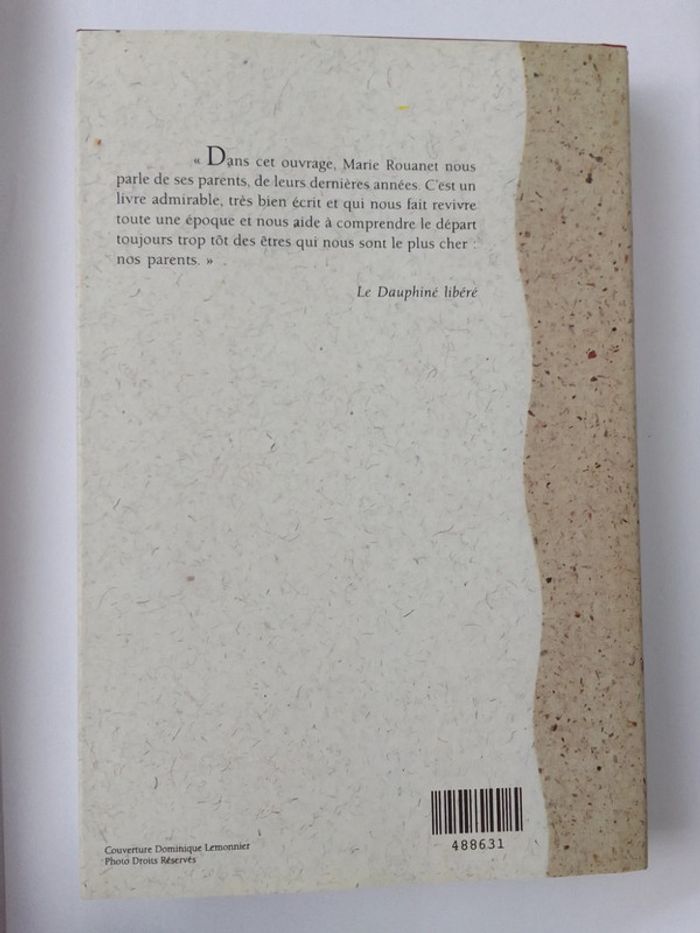 « Dans cet ouvrage, Marie Rouanet nous
parle de ses parents, de leurs dernières années. C'est un
livre admirable, très bien écrit et qui nous fait revivre
toute une époque et nous aide à comprendre le départ
toujours trop tôt des êtres qui nous sont le plus cher :
nos parents. »
Le Dauphiné libéré
488631
Couverture Dominique Lemonnier
Photo Droits Réservés